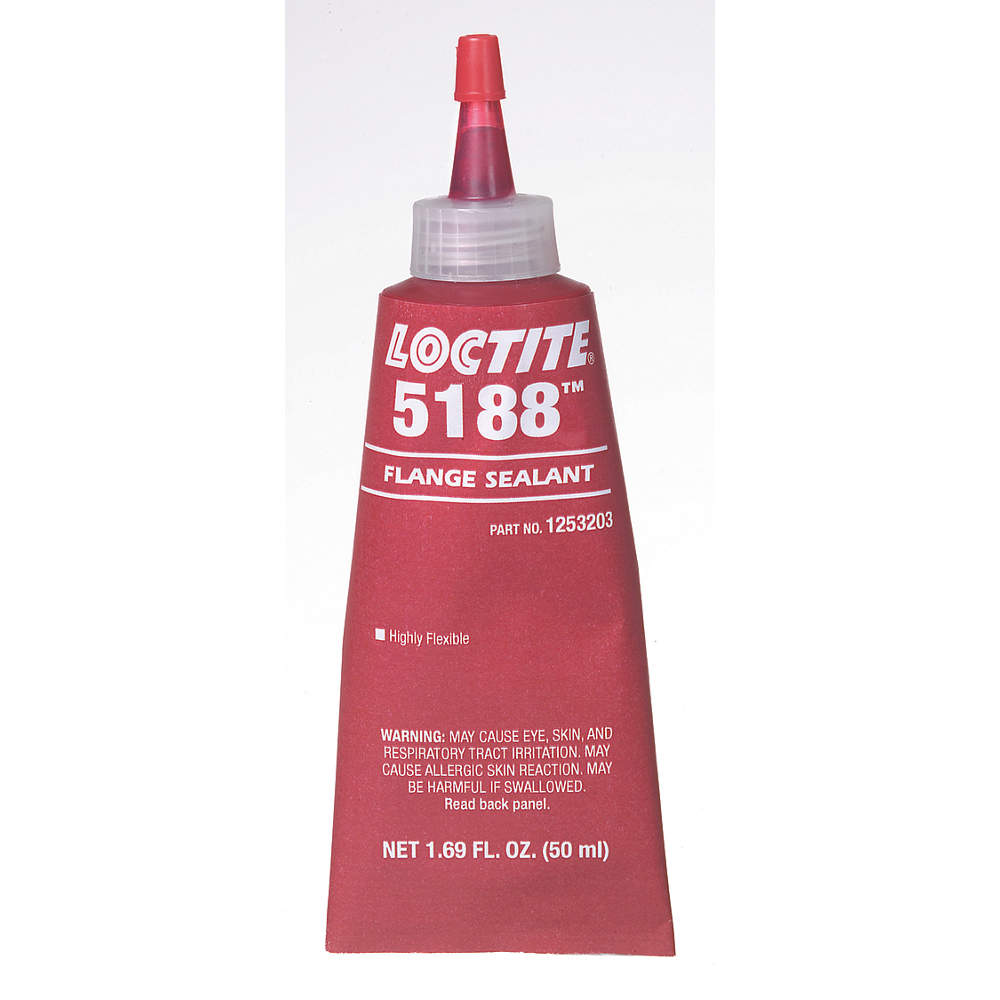 LOCTITE®
5188™
FLANGE SEALANT
PART NO. 1253203
Highly Flexible
WARNING: MAY CAUSE EYE, SKIN, AND
RESPIRATORY TRACT IRRITATION. MAY
CAUSE ALLERGIC SKIN REACTION. MAY
BE HARMFUL IF SWALLOWED.
Read back panel.
NET 1.69 FL. OZ. (50 ml)